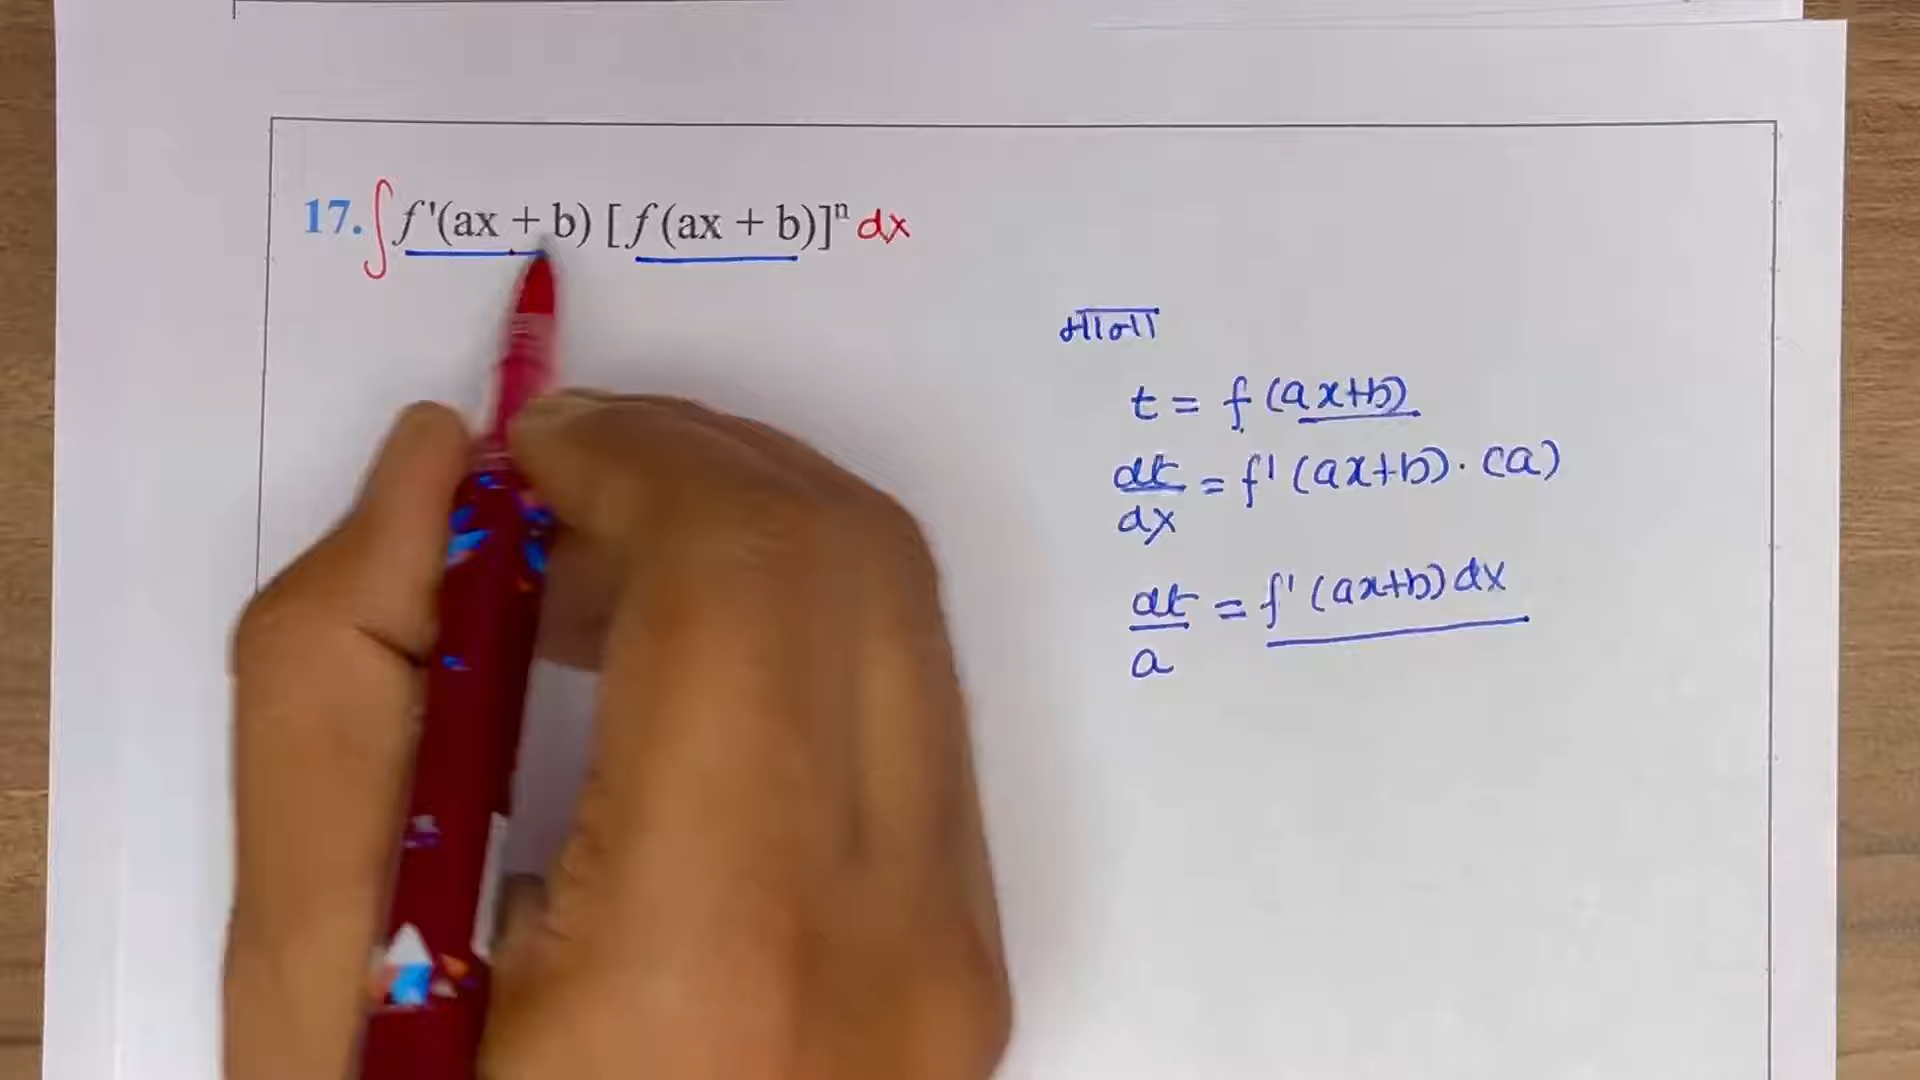 17. ∫ f'(ax + b) [f(ax + b)]ⁿ dx
माना
t = f(ax+b)
dt/dx = f'(ax+b)·(a)
dt/a = f'(ax+b)dx